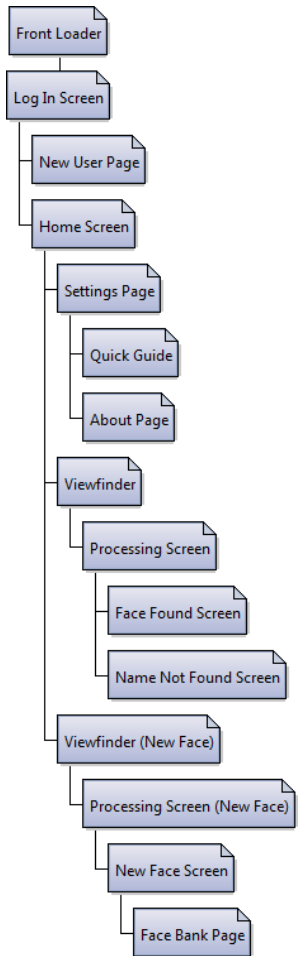 Front Loader
Log In Screen
New User Page
Home Screen
Settings Page
Quick Guide
About Page
Viewfinder
Processing Screen
Face Found Screen
Name Not Found Screen
Viewfinder (New Face)
Processing Screen (New Face)
New Face Screen
Face Bank Page